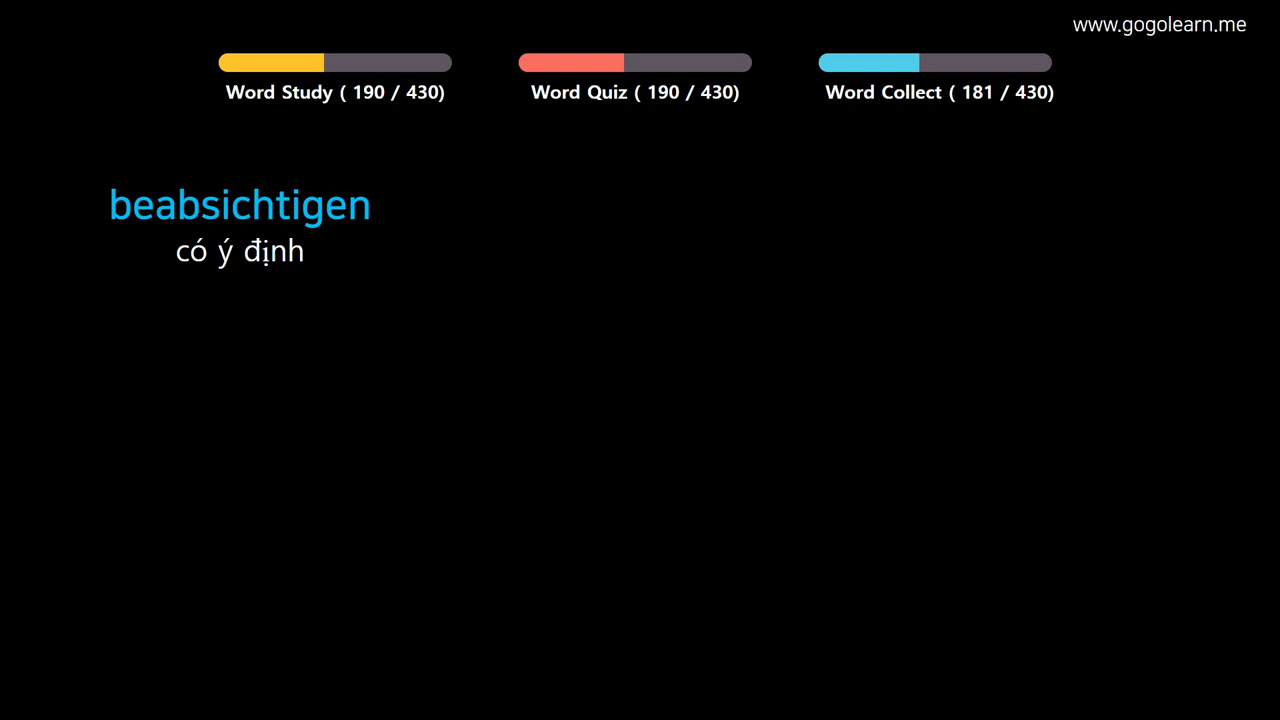 www.gogolearn.me
Word Study ( 190 / 430)
Word Quiz ( 190 / 430)
Word Collect ( 181 / 430)
beabsichtigen
có ý định